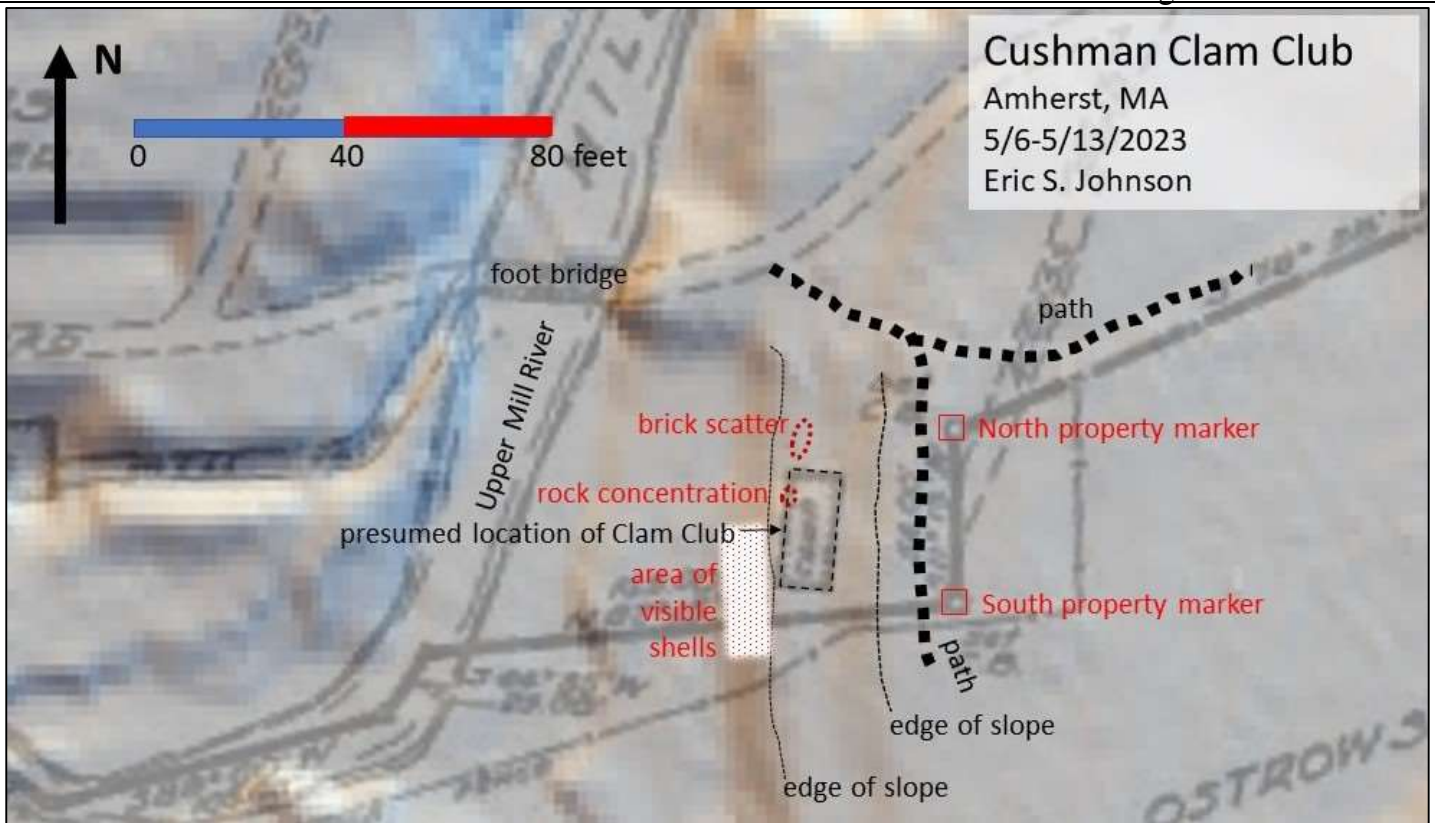 Cushman Clam Club
Amherst, MA
5/6-5/13/2023
Eric S. Johnson
N
0 40 80 feet
foot bridge
path
Upper Mill River
brick scatter
North property marker
rock concentration
presumed location of Clam Club
area of
visible
shells
South property marker
path
edge of slope
edge of slope
OSTROWS